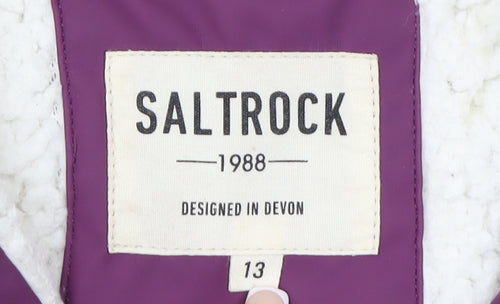 SALTROCK
1988
DESIGNED IN DEVON
13